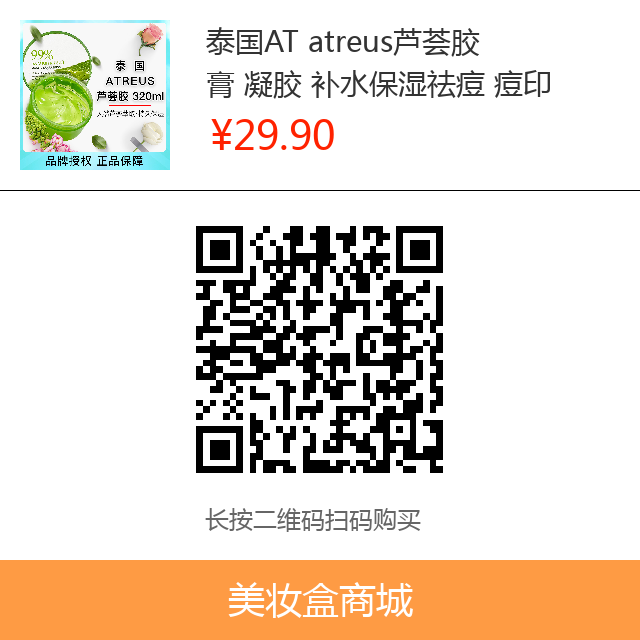 泰国AT atreus芦荟胶
膏 凝胶 补水保湿祛痘 痘印
¥29.90
99%
泰 国
ATREUS
芦荟胶 320ml
品牌授权 正品保障
长按二维码扫码购买
美妆盒商城